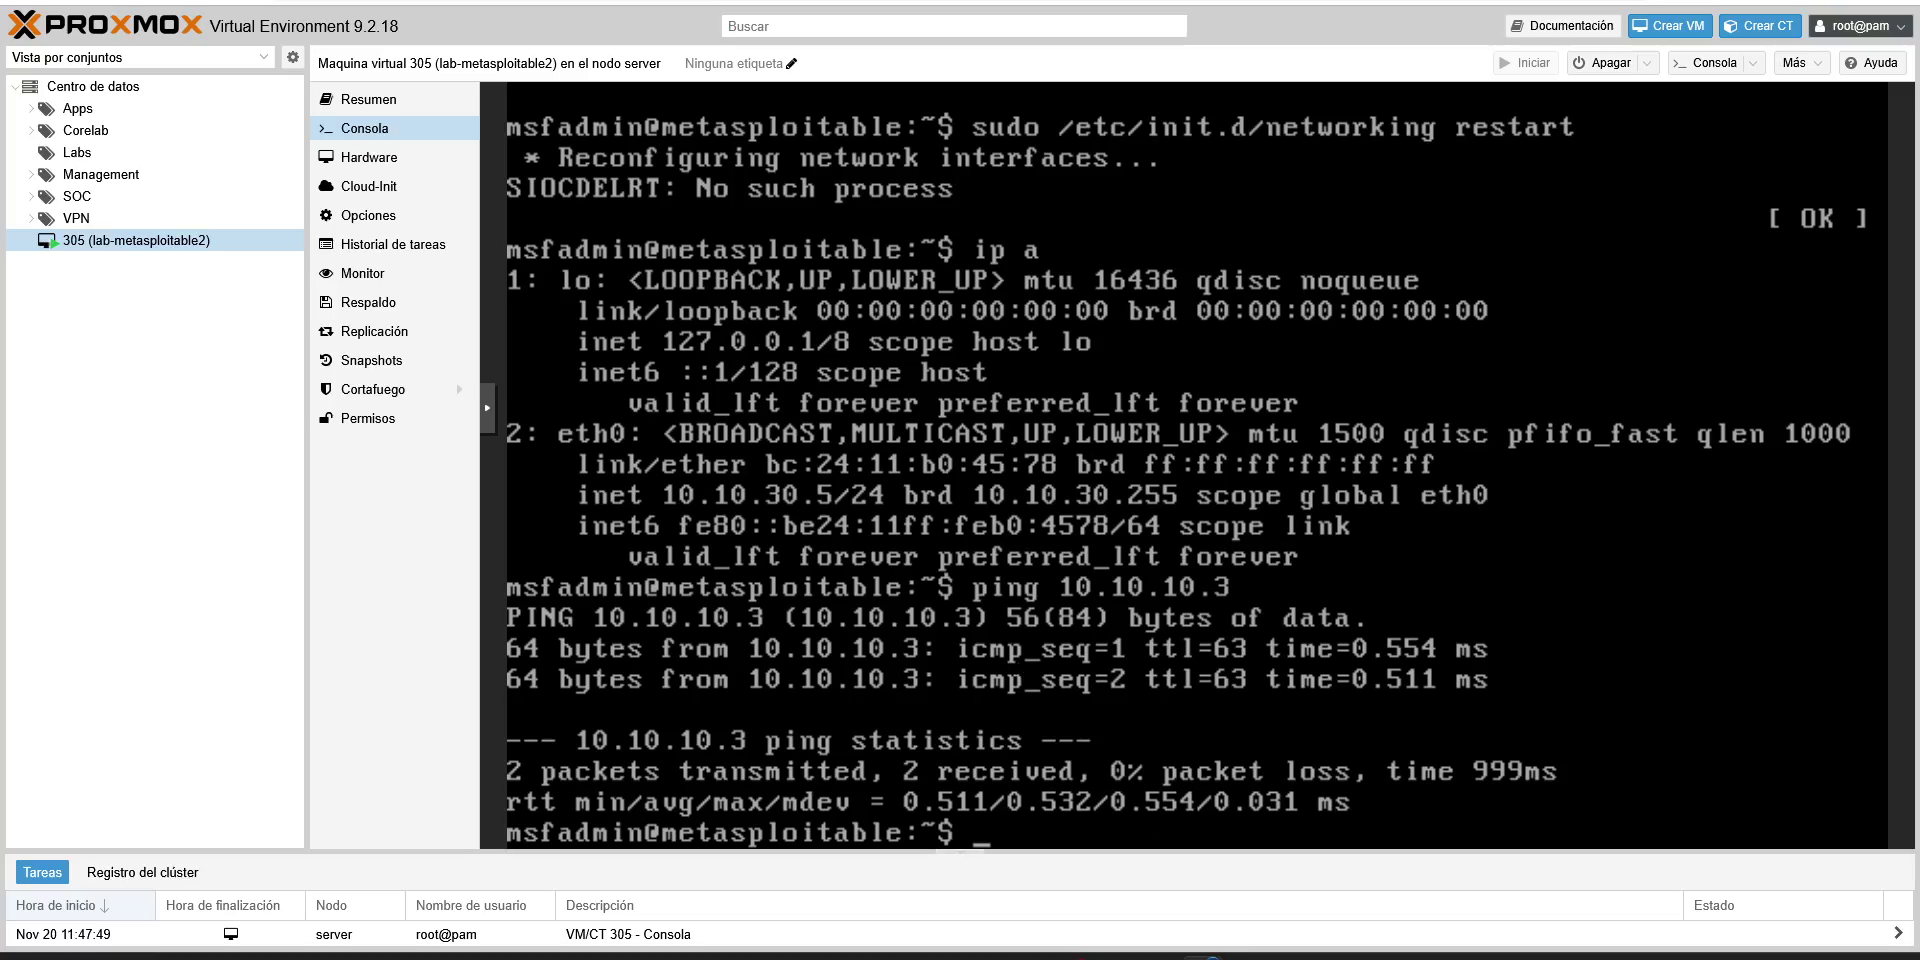 PROXMOX Virtual Environment 9.2.18
Buscar
Documentación
Crear VM
Crear CT
root@pam
Vista por conjuntos
Centro de datos
Apps
Corelab
Labs
Management
SOC
VPN
305 (lab-metasploitable2)
Maquina virtual 305 (lab-metasploitable2) en el nodo server
Ninguna etiqueta
Iniciar
Apagar
Consola
Más
Ayuda
Resumen
Consola
Hardware
Cloud-Init
Opciones
Historial de tareas
Monitor
Respaldo
Replicación
Snapshots
Cortafuego
Permisos
msfadmin@metasploitable:~$ sudo /etc/init.d/networking restart
* Reconfiguring network interfaces...
SIOCDELRT: No such process
[ OK ]
msfadmin@metasploitable:~$ ip a
1: lo: <LOOPBACK,UP,LOWER_UP> mtu 16436 qdisc noqueue
link/loopback 00:00:00:00:00:00 brd 00:00:00:00:00:00
inet 127.0.0.1/8 scope host lo
inet6 ::1/128 scope host
valid_lft forever preferred_lft forever
2: eth0: <BROADCAST,MULTICAST,UP,LOWER_UP> mtu 1500 qdisc pfifo_fast qlen 1000
link/ether bc:24:11:b0:45:78 brd ff:ff:ff:ff:ff:ff
inet 10.10.30.5/24 brd 10.10.30.255 scope global eth0
inet6 fe80::be24:11ff:feb0:4578/64 scope link
valid_lft forever preferred_lft forever
msfadmin@metasploitable:~$ ping 10.10.10.3
PING 10.10.10.3 (10.10.10.3) 56(84) bytes of data.
64 bytes from 10.10.10.3: icmp_seq=1 ttl=63 time=0.554 ms
64 bytes from 10.10.10.3: icmp_seq=2 ttl=63 time=0.511 ms
--- 10.10.10.3 ping statistics ---
2 packets transmitted, 2 received, 0% packet loss, time 999ms
rtt min/avg/max/mdev = 0.511/0.532/0.554/0.031 ms
msfadmin@metasploitable:~$ _
Tareas
Registro del clúster
Hora de inicio
Hora de finalización
Nodo
Nombre de usuario
Descripción
Estado
Nov 20 11:47:49
server
root@pam
VM/CT 305 - Consola